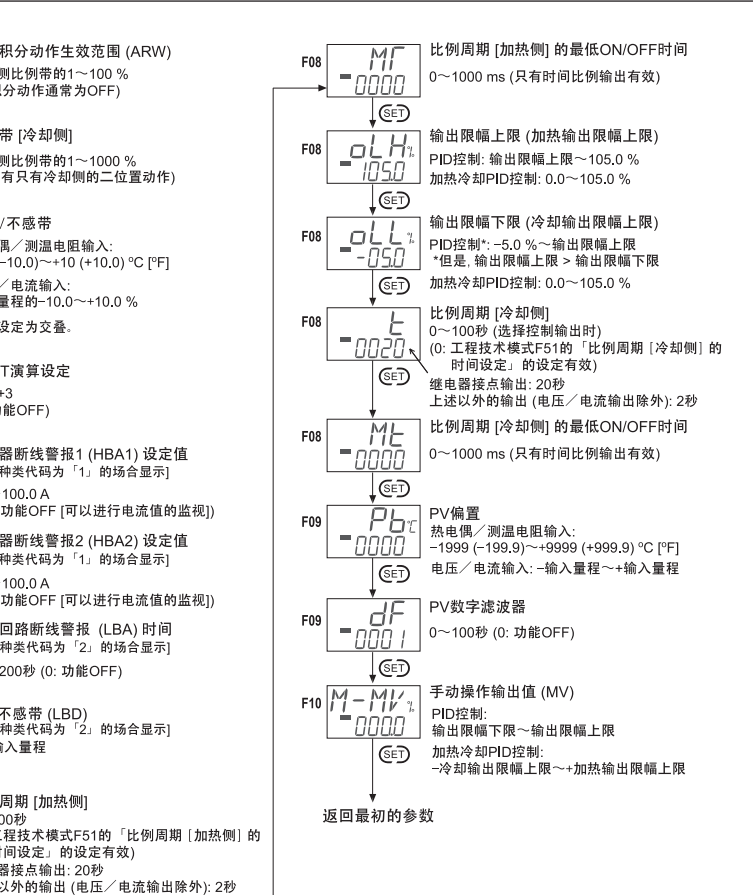 积分动作生效范围 (ARW)
侧比例带的1～100 %
分动作通常为OFF)
带 [冷却侧]
侧比例带的1～1000 %
有只有冷却侧的二位置动作)
/不感带
偶／测温电阻输入:
–10.0)～+10 (+10.0) ºC [ºF]
／电流输入:
量程的–10.0～+10.0 %
设定为交叠。
T演算设定
+3
能OFF)
器断线警报1 (HBA1) 设定值
种类代码为「1」的场合显示]
100.0 A
功能OFF [可以进行电流值的监视])
器断线警报2 (HBA2) 设定值
种类代码为「1」的场合显示]
100.0 A
功能OFF [可以进行电流值的监视])
回路断线警报 (LBA) 时间
种类代码为「2」的场合显示]
200秒 (0: 功能OFF)
不感带 (LBD)
种类代码为「2」的场合显示]
输入量程
周期 [加热侧]
00秒
工程技术模式F51的「比例周期 [加热侧] 的
时间设定」的设定有效)
器接点输出: 20秒
以外的输出 (电压／电流输出除外): 2秒
F08
0000
比例周期 [加热侧] 的最低ON/OFF时间
0～1000 ms (只有时间比例输出有效)
SET
F08
oLH%
105.0
输出限幅上限 (加热输出限幅上限)
PID控制: 输出限幅上限～105.0 %
加热冷却PID控制: 0.0～105.0 %
SET
F08
oLL%
-05.0
输出限幅下限 (冷却输出限幅上限)
PID控制*: –5.0 %～输出限幅上限
*但是, 输出限幅上限 > 输出限幅下限
加热冷却PID控制: 0.0～105.0 %
SET
F08
t
0020
比例周期 [冷却侧]
0～100秒 (选择控制输出时)
(0: 工程技术模式F51的「比例周期 [冷却侧] 的
时间设定」的设定有效)
继电器接点输出: 20秒
上述以外的输出 (电压／电流输出除外): 2秒
SET
F08
Mt
0000
比例周期 [冷却侧] 的最低ON/OFF时间
0～1000 ms (只有时间比例输出有效)
SET
F09
Pb℃
0000
PV偏置
热电偶／测温电阻输入:
–1999 (–199.9)～+9999 (+999.9) ºC [ºF]
电压／电流输入: –输入量程～+输入量程
SET
F09
dF
0001
PV数字滤波器
0～100秒 (0: 功能OFF)
SET
F10
M-MV%
000.0
手动操作输出值 (MV)
PID控制:
输出限幅下限～输出限幅上限
加热冷却PID控制:
–冷却输出限幅上限～+加热输出限幅上限
SET
返回最初的参数